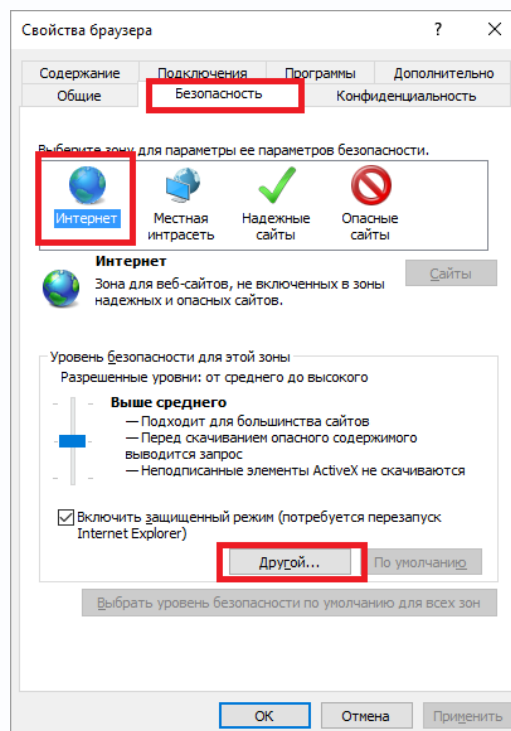 Свойства браузера ? ×
Содержание Подключения Программы Дополнительно
Общие Безопасность Конфиденциальность
Выберите зону для параметры ее параметров безопасности.
Интернет Местная интрасеть Надежные сайты Опасные сайты
Интернет
Зона для веб-сайтов, не включенных в зоны
надежных и опасных сайтов.
Сайты
Уровень безопасности для этой зоны
Разрешенные уровни: от среднего до высокого
Выше среднего
— Подходит для большинства сайтов
— Перед скачиванием опасного содержимого
выводится запрос
— Неподписанные элементы ActiveX не скачиваются
Включить защищенный режим (потребуется перезапуск
Internet Explorer)
Другой... По умолчанию
Выбрать уровень безопасности по умолчанию для всех зон
ОК Отмена Применить